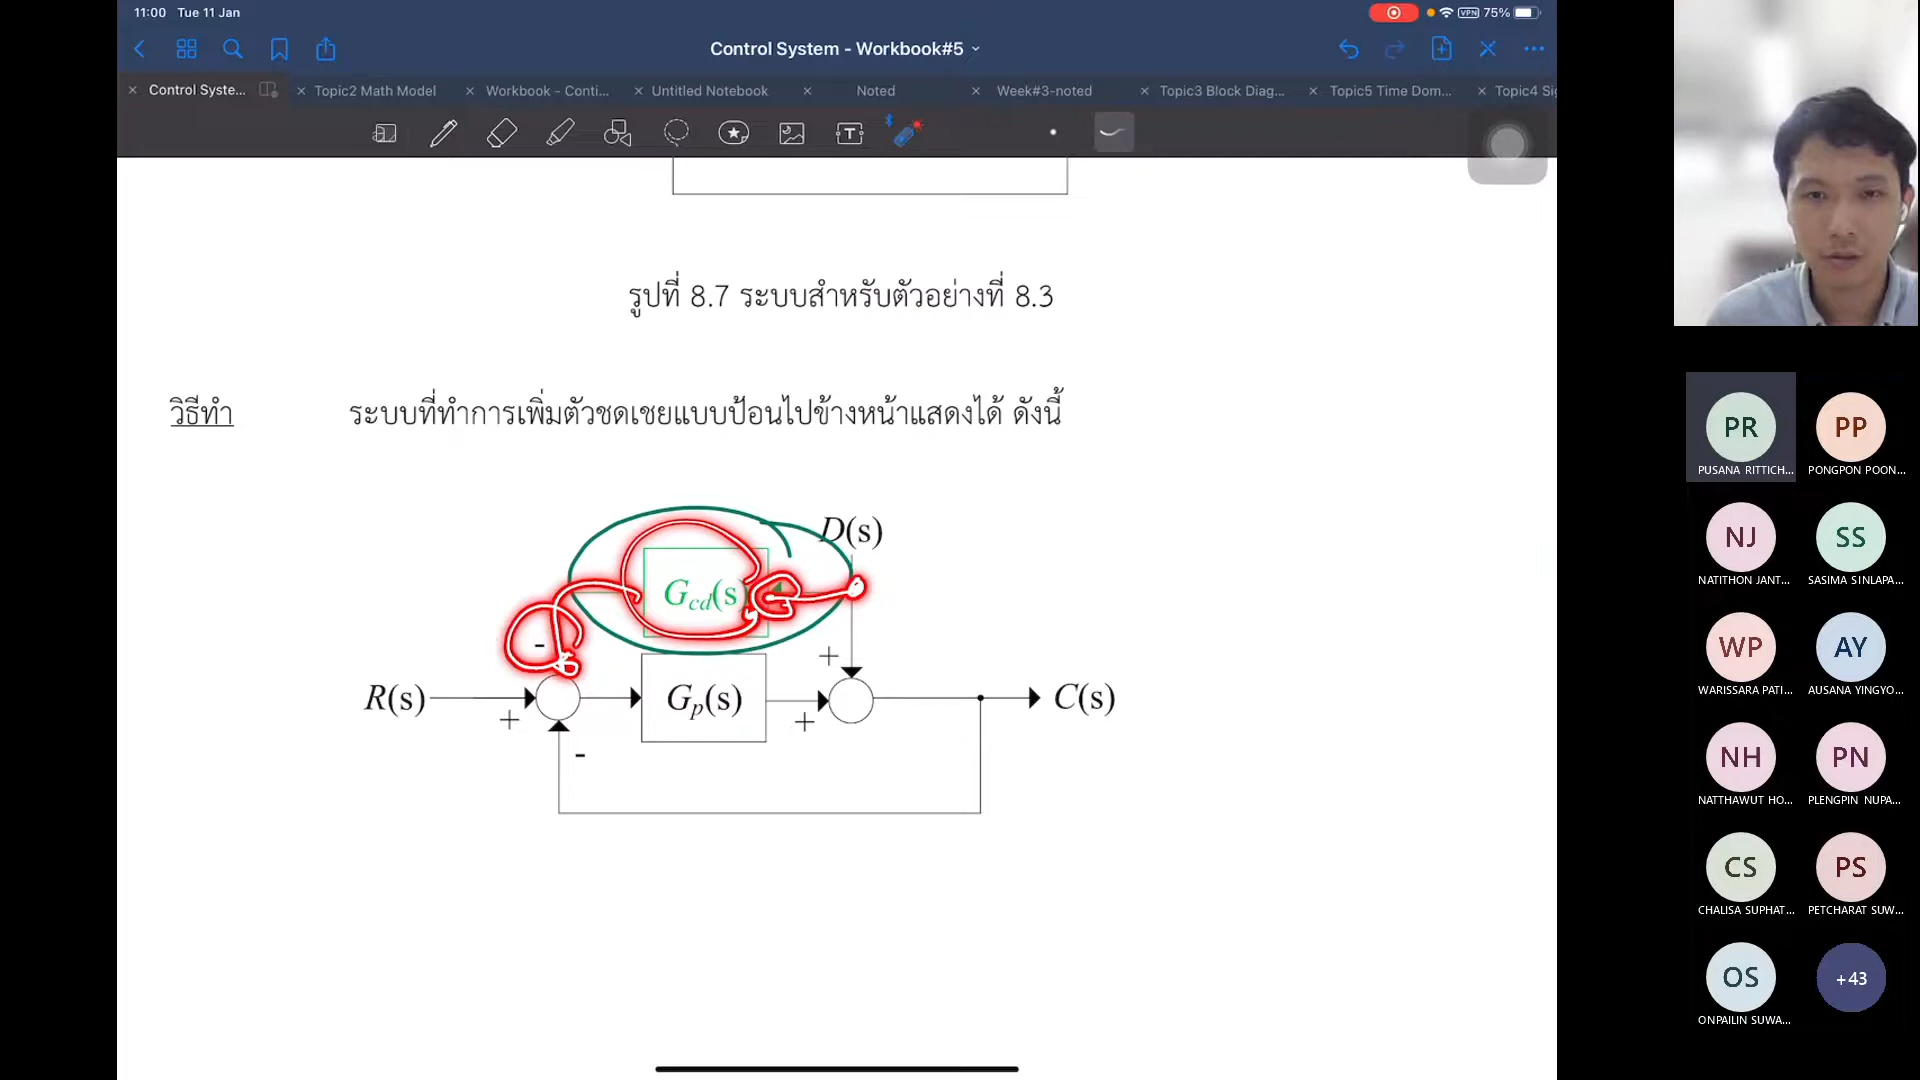 11:00 Tue 11 Jan
VPN 75%
Control System - Workbook#5
Control Syste...
Topic2 Math Model
Workbook - Conti...
Untitled Notebook
Noted
Week#3-noted
Topic3 Block Diag...
Topic5 Time Dom...
Topic4 Sig
รูปที่ 8.7 ระบบสำหรับตัวอย่างที่ 8.3
วิธีทำ ระบบที่ทำการเพิ่มตัวชดเชยแบบป้อนไปข้างหน้าแสดงได้ ดังนี้
D(s)
Gcd(s)
-
+
R(s)
+
Gp(s)
+
C(s)
-
PR
PUSANA RITTICH...
PP
PONGPON POON...
NJ
NATITHON JANT...
SS
SASIMA SINLAPA...
WP
WARISSARA PATI...
AY
AUSANA YINGYO...
NH
NATTHAWUT HO...
PN
PLENGPIN NUPA...
CS
CHALISA SUPHAT...
PS
PETCHARAT SUW...
OS
ONPAILIN SUWA...
+43